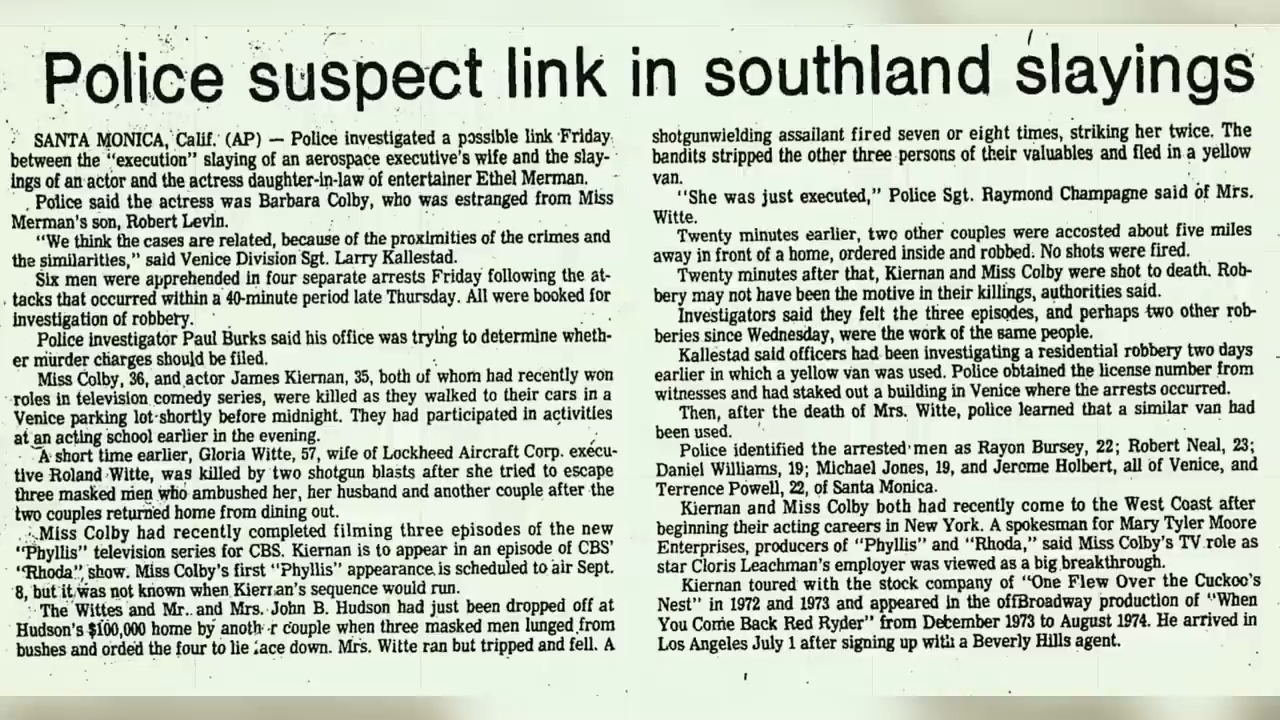 Police suspect link in southland slayings
SANTA MONICA, Calif. (AP) — Police investigated a possible link Friday
between the "execution" slaying of an aerospace executive's wife and the slay-
ings of an actor and the actress daughter-in-law of entertainer Ethel Merman.
Police said the actress was Barbara Colby, who was estranged from Miss
Merman's son, Robert Levin.
"We think the cases are related, because of the proximities of the crimes and
the similarities," said Venice Division Sgt. Larry Kallestad.
Six men were apprehended in four separate arrests Friday following the at-
tacks that occurred within a 40-minute period late Thursday. All were booked for
investigation of robbery.
Police investigator Paul Burks said his office was trying to determine wheth-
er murder charges should be filed.
Miss Colby, 36, and actor James Kiernan, 35, both of whom had recently won
roles in television comedy series, were killed as they walked to their cars in a
Venice parking lot shortly before midnight. They had participated in activities
at an acting school earlier in the evening.
A short time earlier, Gloria Witte, 57, wife of Lockheed Aircraft Corp. execu-
tive Roland Witte, was killed by two shotgun blasts after she tried to escape
three masked men who ambushed her, her husband and another couple after the
two couples returned home from dining out.
Miss Colby had recently completed filming three episodes of the new
"Phyllis" television series for CBS. Kiernan is to appear in an episode of CBS'
"Rhoda" show. Miss Colby's first "Phyllis" appearance is scheduled to air Sept.
8, but it was not known when Kiernan's sequence would run.
The Wittes and Mr. and Mrs. John B. Hudson had just been dropped off at
Hudson's $100,000 home by anoth r couple when three masked men lunged from
bushes and orded the four to lie face down. Mrs. Witte ran but tripped and fell. A
shotgunwielding assailant fired seven or eight times, striking her twice. The
bandits stripped the other three persons of their valuables and fled in a yellow
van.
"She was just executed," Police Sgt. Raymond Champagne said of Mrs.
Witte.
Twenty minutes earlier, two other couples were accosted about five miles
away in front of a home, ordered inside and robbed. No shots were fired.
Twenty minutes after that, Kiernan and Miss Colby were shot to death. Rob-
bery may not have been the motive in their killings, authorities said.
Investigators said they felt the three episodes, and perhaps two other rob-
beries since Wednesday, were the work of the same people.
Kallestad said officers had been investigating a residential robbery two days
earlier in which a yellow van was used. Police obtained the license number from
witnesses and had staked out a building in Venice where the arrests occurred.
Then, after the death of Mrs. Witte, police learned that a similar van had
been used.
Police identified the arrested men as Rayon Bursey, 22; Robert Neal, 23;
Daniel Williams, 19; Michael Jones, 19, and Jerome Holbert, all of Venice, and
Terrence Powell, 22, of Santa Monica.
Kiernan and Miss Colby both had recently come to the West Coast after
beginning their acting careers in New York. A spokesman for Mary Tyler Moore
Enterprises, producers of "Phyllis" and "Rhoda," said Miss Colby's TV role as
star Cloris Leachman's employer was viewed as a big breakthrough.
Kiernan toured with the stock company of "One Flew Over the Cuckoo's
Nest" in 1972 and 1973 and appeared in the offBroadway production of "When
You Come Back Red Ryder" from December 1973 to August 1974. He arrived in
Los Angeles July 1 after signing up with a Beverly Hills agent.